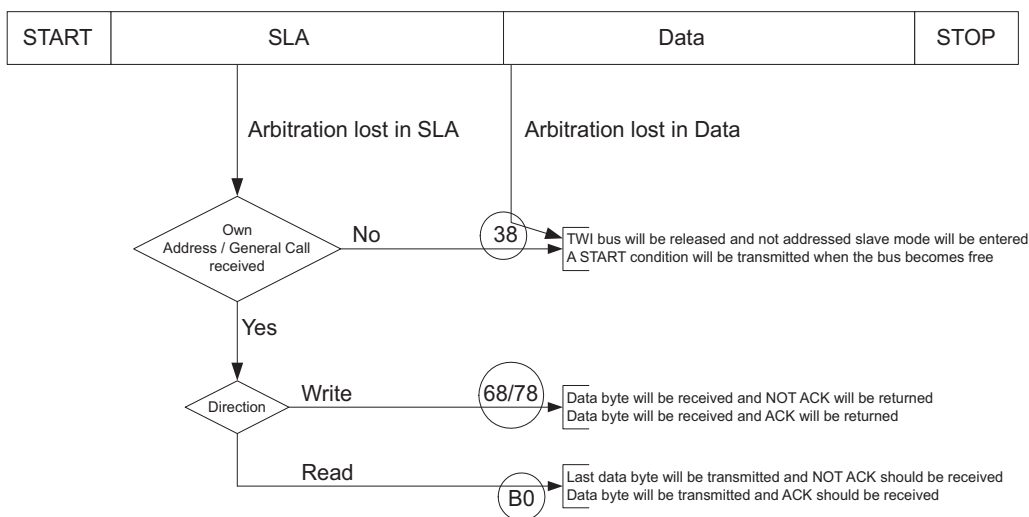 START SLA Data STOP
Arbitration lost in SLA Arbitration lost in Data
Own
Address / General Call
received
No
38
TWI bus will be released and not addressed slave mode will be entered
A START condition will be transmitted when the bus becomes free
Yes
Direction
Write
68/78
Data byte will be received and NOT ACK will be returned
Data byte will be received and ACK will be returned
Read
B0
Last data byte will be transmitted and NOT ACK should be received
Data byte will be transmitted and ACK should be received